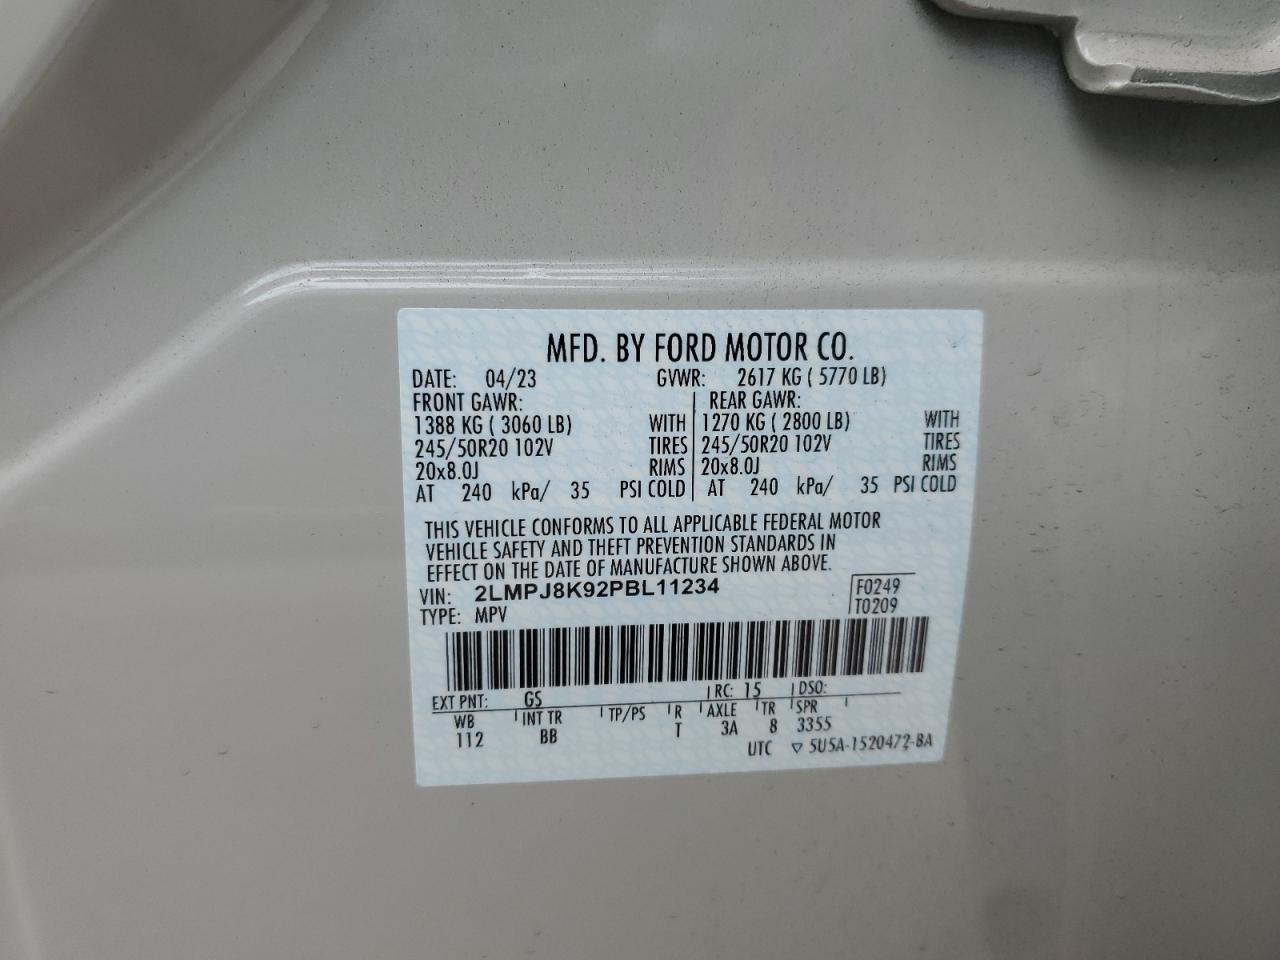 MFD. BY FORD MOTOR CO.
DATE: 04/23 GVWR: 2617 KG ( 5770 LB)
FRONT GAWR: REAR GAWR:
1388 KG ( 3060 LB) WITH 1270 KG ( 2800 LB) WITH
245/50R20 102V TIRES 245/50R20 102V TIRES
20x8.0J RIMS 20x8.0J RIMS
AT 240 kPa/ 35 PSI COLD AT 240 kPa/ 35 PSI COLD
THIS VEHICLE CONFORMS TO ALL APPLICABLE FEDERAL MOTOR
VEHICLE SAFETY AND THEFT PREVENTION STANDARDS IN
EFFECT ON THE DATE OF MANUFACTURE SHOWN ABOVE.
VIN: 2LMPJ8K92PBL11234 F0249
TYPE: MPV T0209
EXT PNT: GS RC: 15 DSO:
WB INT TR TP/PS R AXLE TR SPR
112 BB T 3A 8 3355
UTC ▽ 5U5A-1520472-BA